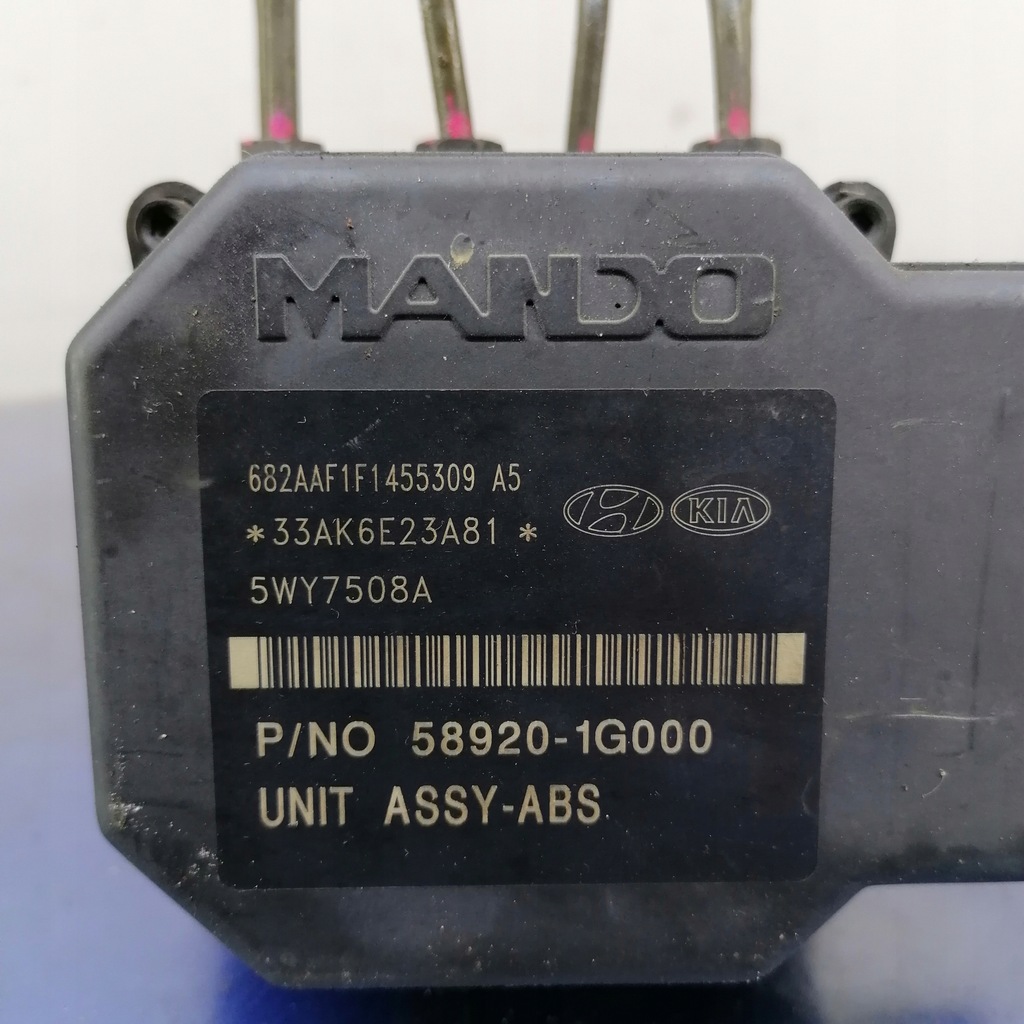 MANDO
682AAF1F1455309 A5
*33AK6E23A81 *
KIA
5WY7508A
P/NO 58920-1G000
UNIT ASSY-ABS